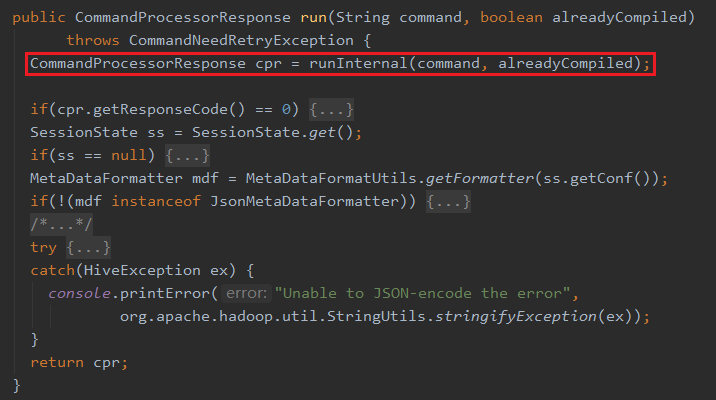 public CommandProcessorResponse run(String command, boolean alreadyCompiled)
throws CommandNeedRetryException {
CommandProcessorResponse cpr = runInternal(command, alreadyCompiled);
if(cpr.getResponseCode() == 0) {...}
SessionState ss = SessionState.get();
if(ss == null) {...}
MetaDataFormatter mdf = MetaDataFormatUtils.getFormatter(ss.getConf());
if(!(mdf instanceof JsonMetaDataFormatter)) {...}
/*...*/
try {...}
catch(HiveException ex) {
console.printError( error: "Unable to JSON-encode the error",
org.apache.hadoop.util.StringUtils.stringifyException(ex));
}
return cpr;
}